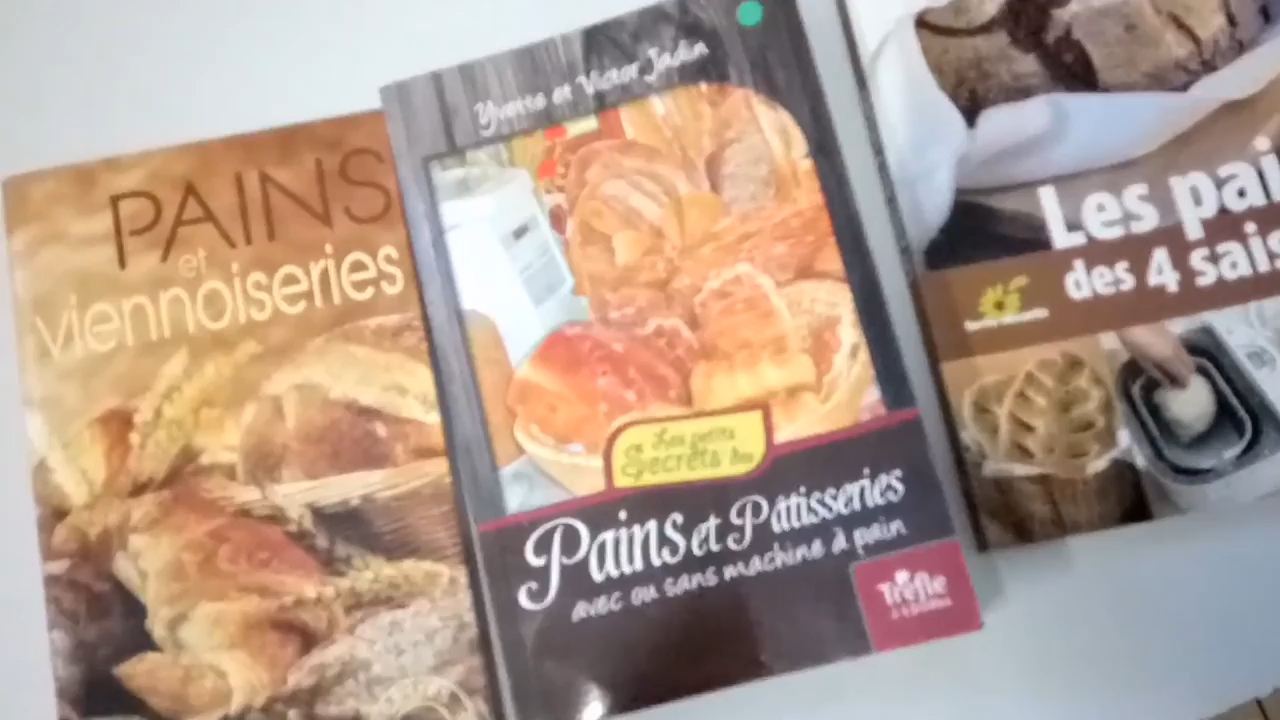 PAINS
et
viennoiseries
Yvette et Victor Jadin
Les petits
secrets des
Pains et Pâtisseries
avec ou sans machine à pain
Trèfle
Les pai
des 4 sais